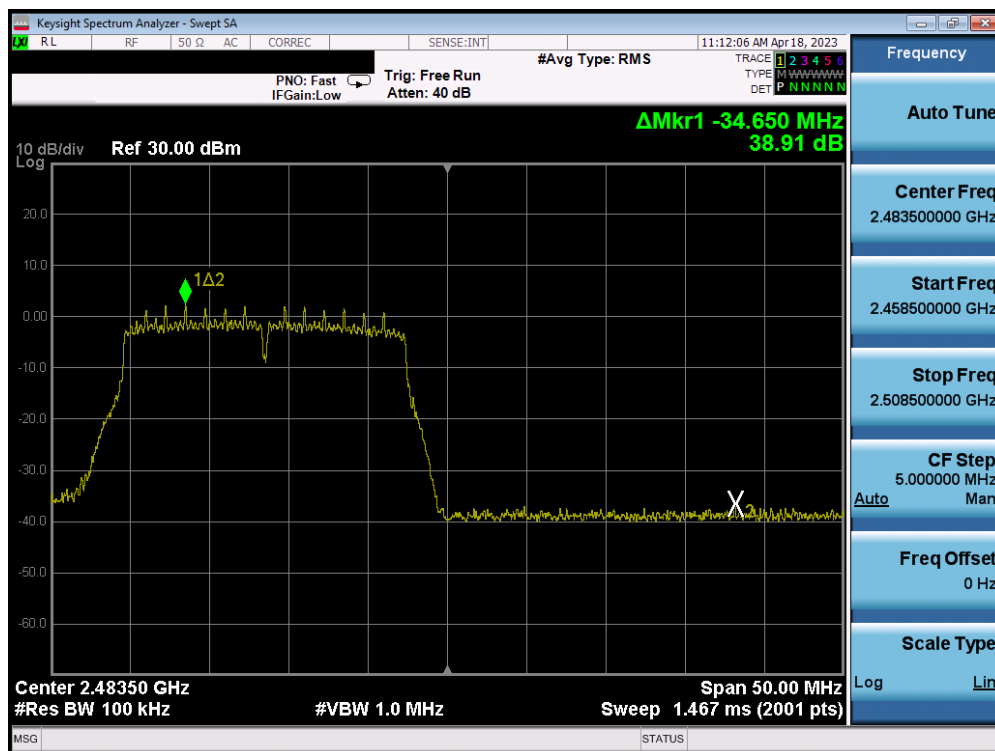 Keysight Spectrum Analyzer - Swept SA
LXI RL RF 50 Ω AC CORREC SENSE:INT 11:12:06 AM Apr 18, 2023
#Avg Type: RMS TRACE 1 2 3 4 5 6
PNO: Fast Trig: Free Run TYPE M WWWWW
IFGain:Low Atten: 40 dB DET P N N N N N
ΔMkr1 -34.650 MHz
38.91 dB
10 dB/div Ref 30.00 dBm
Log
20.0
10.0
0.00
-10.0
-20.0
-30.0
-40.0
-60.0
1Δ2
X
Center 2.48350 GHz Span 50.00 MHz
#Res BW 100 kHz #VBW 1.0 MHz Sweep 1.467 ms (2001 pts)
MSG STATUS
Frequency
Auto Tune
Center Freq
2.483500000 GHz
Start Freq
2.458500000 GHz
Stop Freq
2.508500000 GHz
CF Step
5.000000 MHz
Auto Man
Freq Offset
0 Hz
Scale Type
Log Lin